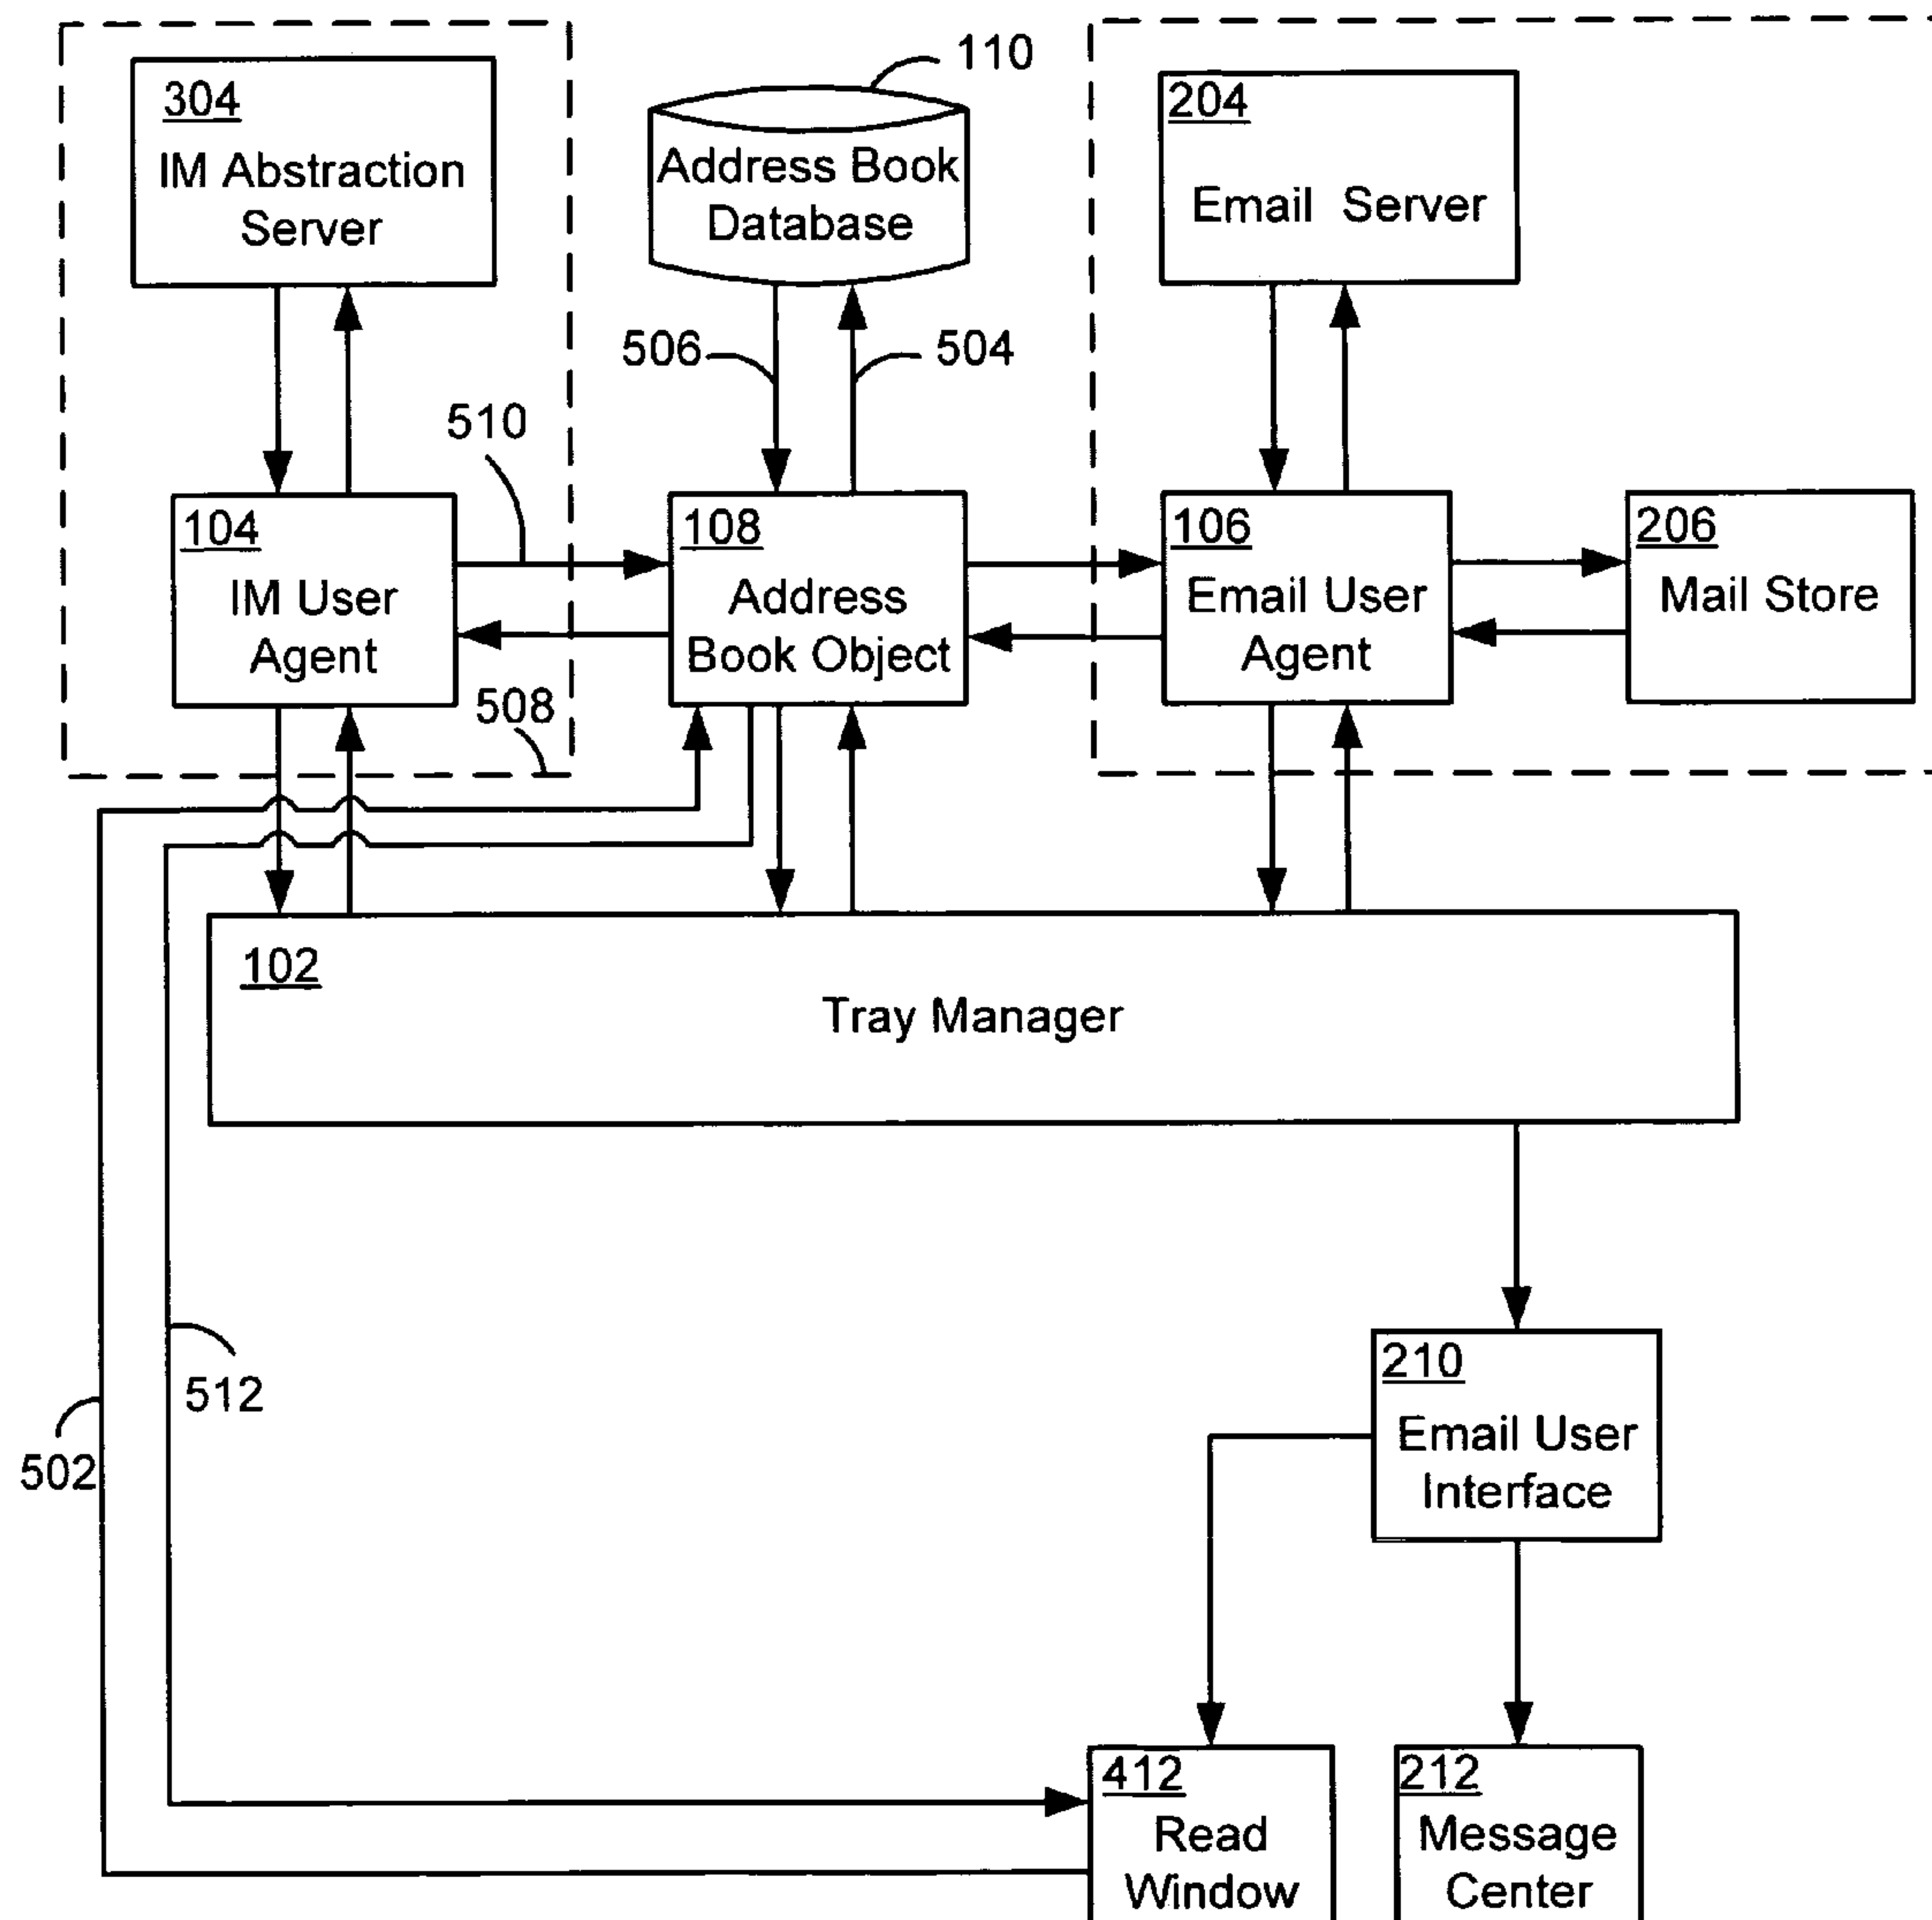 110
304
IM Abstraction
Server
Address Book
Database
204
Email Server
506
504
510
104
IM User
Agent
108
Address
Book Object
106
Email User
Agent
206
Mail Store
508
102
Tray Manager
512
502
210
Email User
Interface
412
Read
Window
212
Message
Center